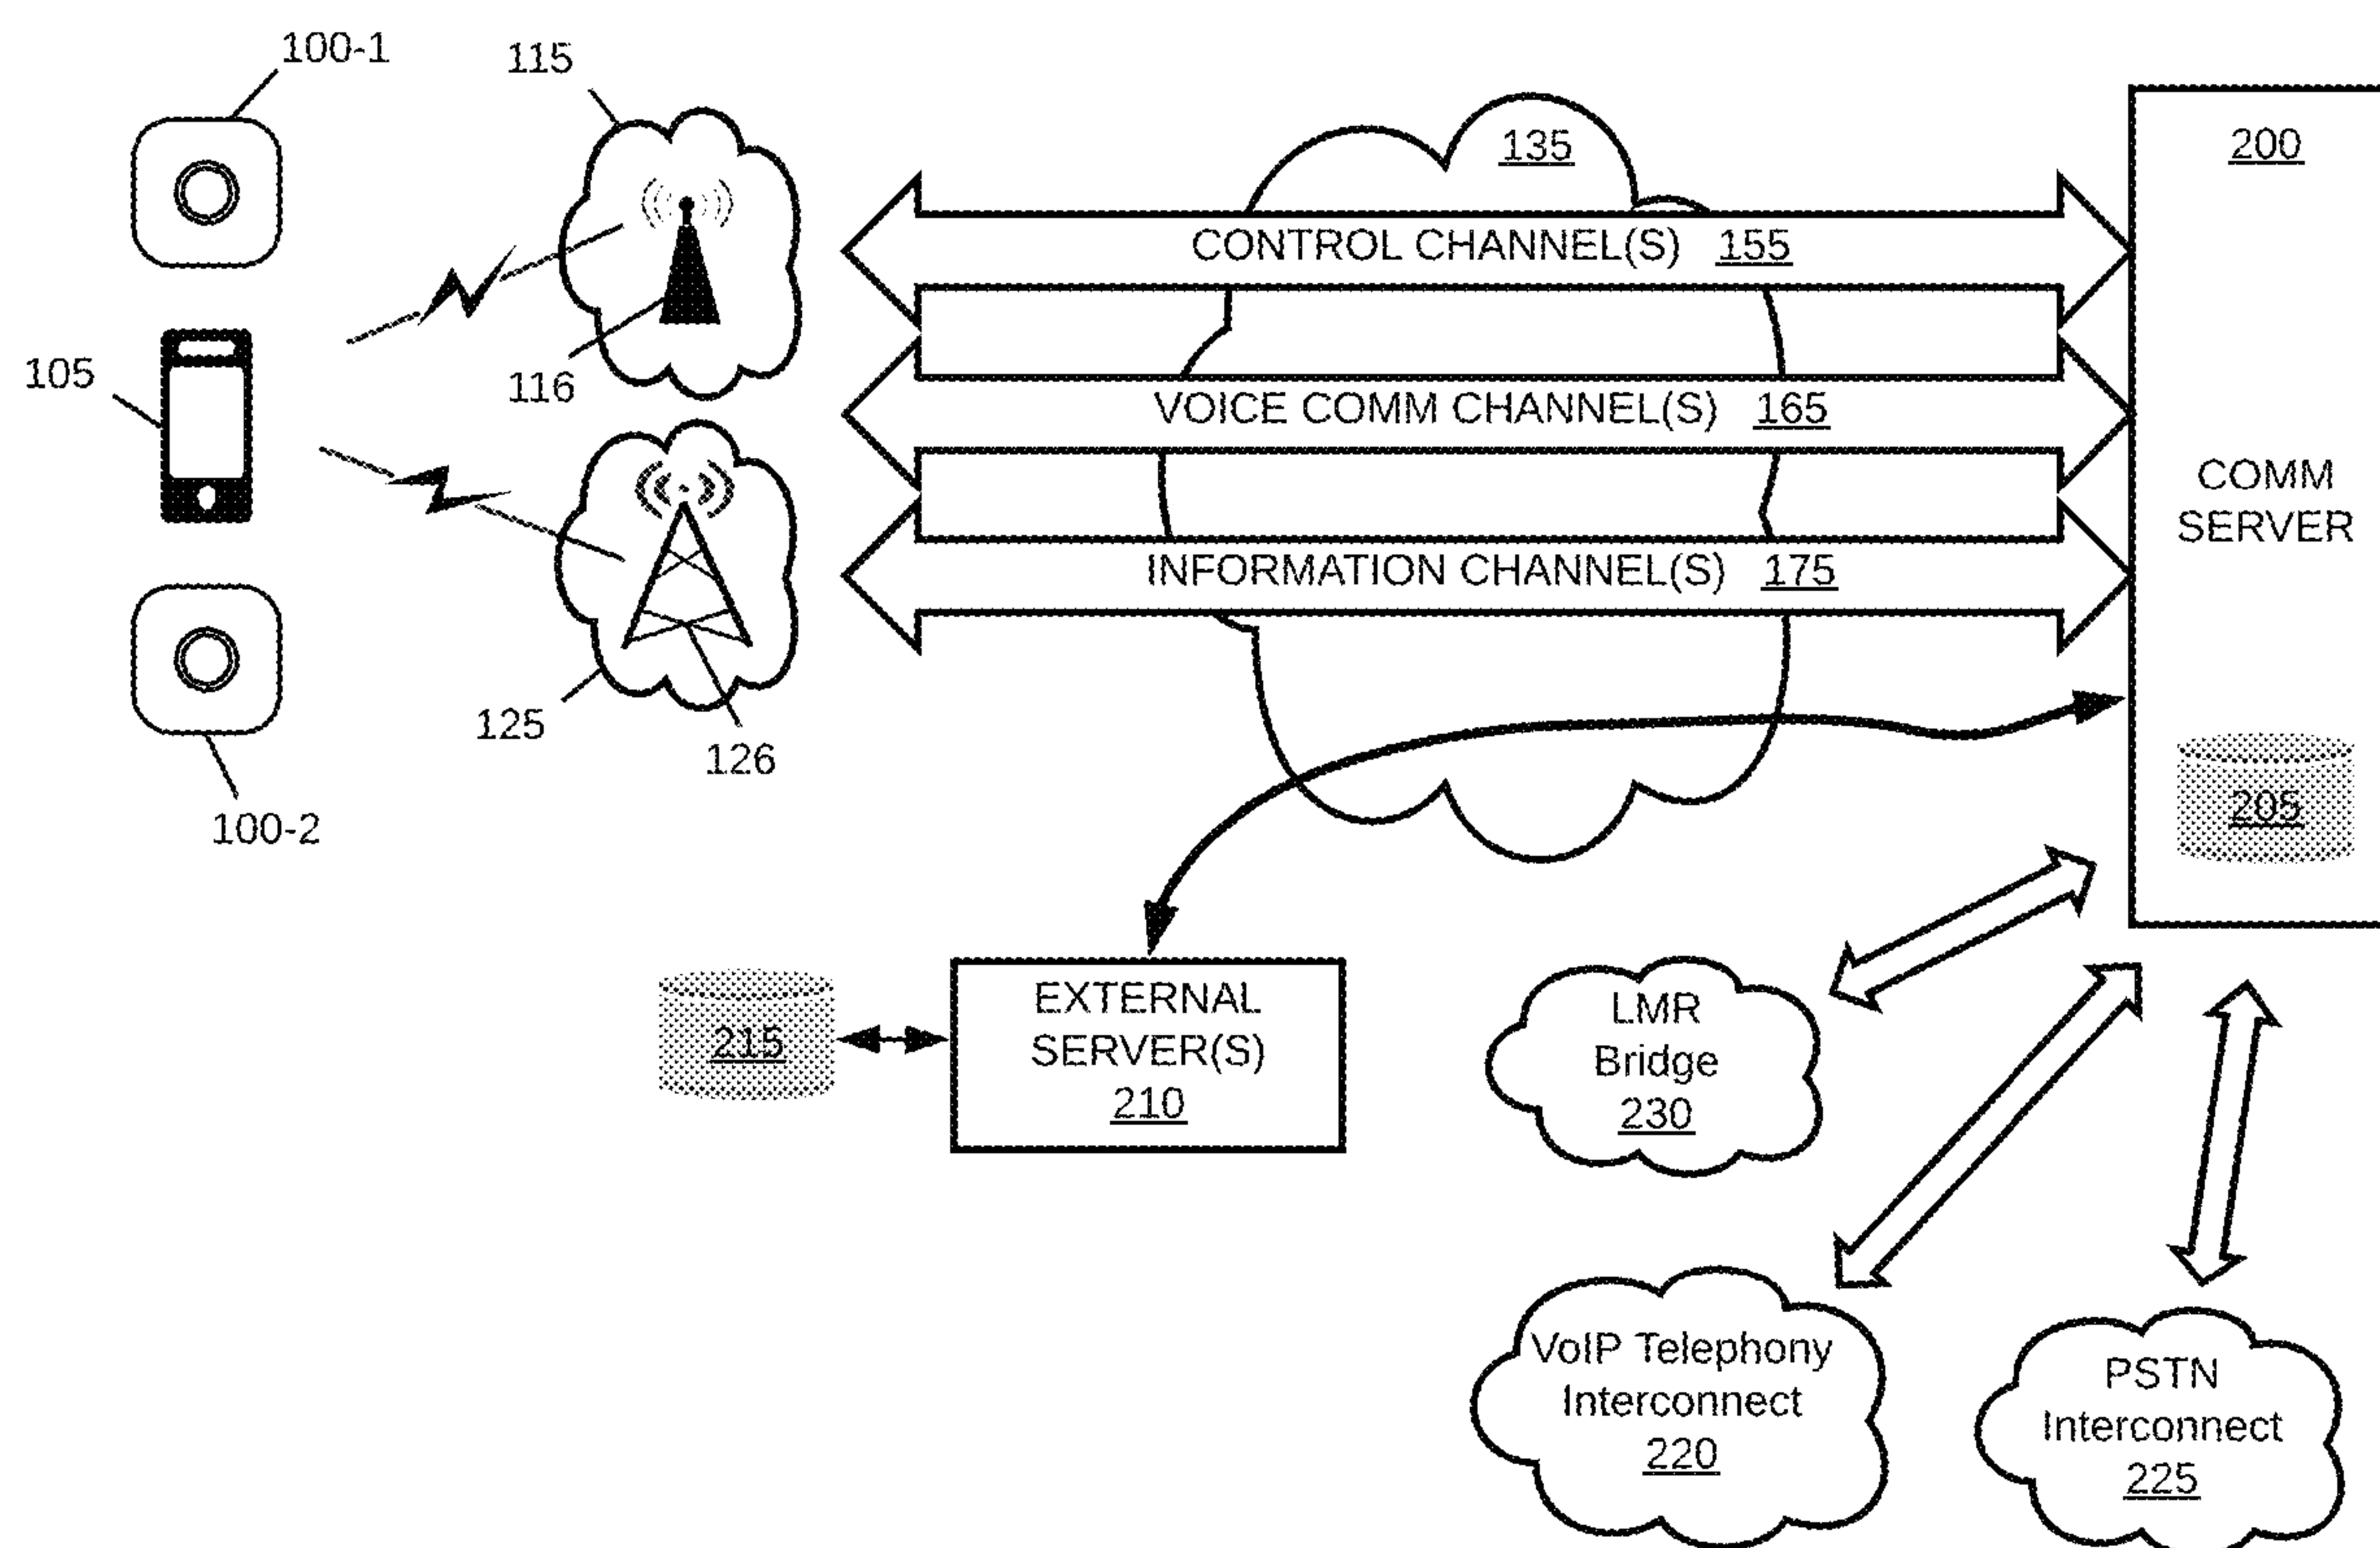 100-1
115
135
200
CONTROL CHANNEL(S) 155
105
116
VOICE COMM CHANNEL(S) 165
COMM
SERVER
INFORMATION CHANNEL(S) 175
125
126
205
100-2
215
EXTERNAL
SERVER(S)
210
LMR
Bridge
230
VoIP Telephony
Interconnect
220
PSTN
Interconnect
225